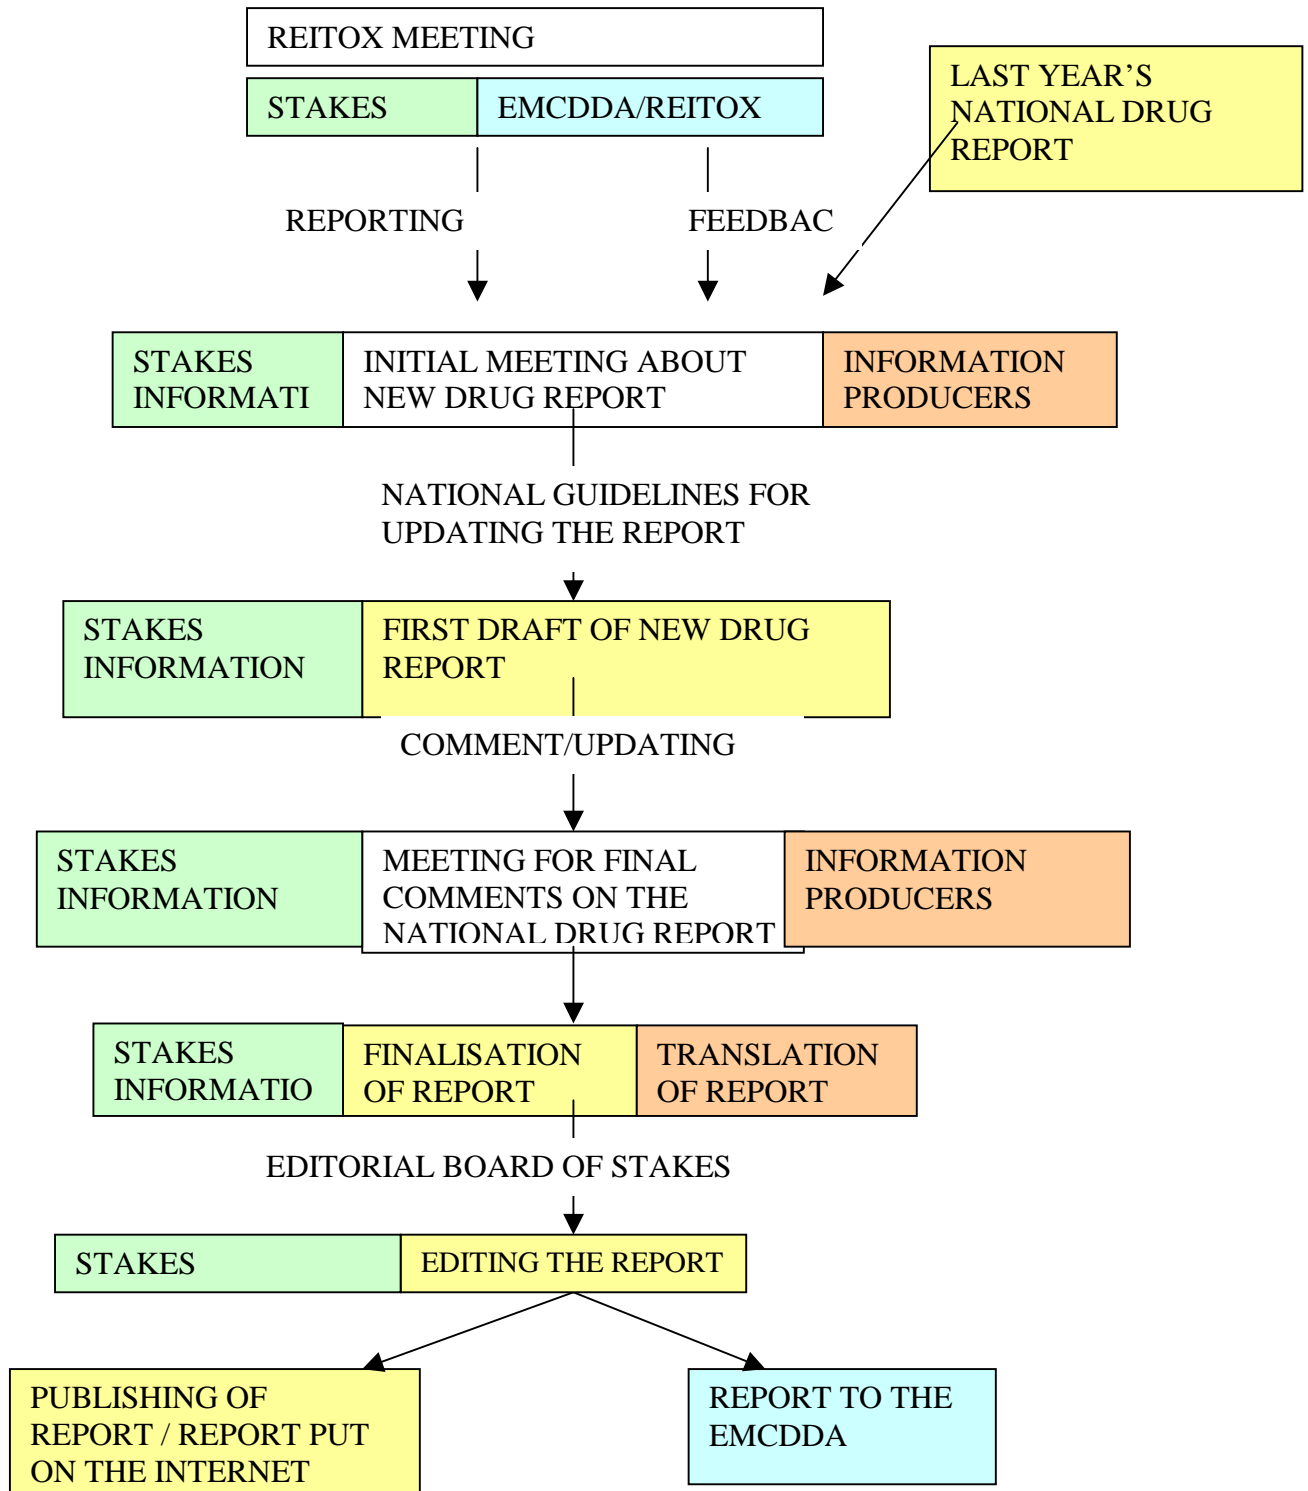 REITOX MEETING
STAKES
EMCDDA/REITOX
LAST YEAR'S
NATIONAL DRUG
REPORT
REPORTING
FEEDBAC
STAKES
INFORMATI
INITIAL MEETING ABOUT
NEW DRUG REPORT
INFORMATION
PRODUCERS
NATIONAL GUIDELINES FOR
UPDATING THE REPORT
STAKES
INFORMATION
FIRST DRAFT OF NEW DRUG
REPORT
COMMENT/UPDATING
STAKES
INFORMATION
MEETING FOR FINAL
COMMENTS ON THE
NATIONAL DRUG REPORT
INFORMATION
PRODUCERS
STAKES
INFORMATIO
FINALISATION
OF REPORT
TRANSLATION
OF REPORT
EDITORIAL BOARD OF STAKES
STAKES
EDITING THE REPORT
PUBLISHING OF
REPORT / REPORT PUT
ON THE INTERNET
REPORT TO THE
EMCDDA